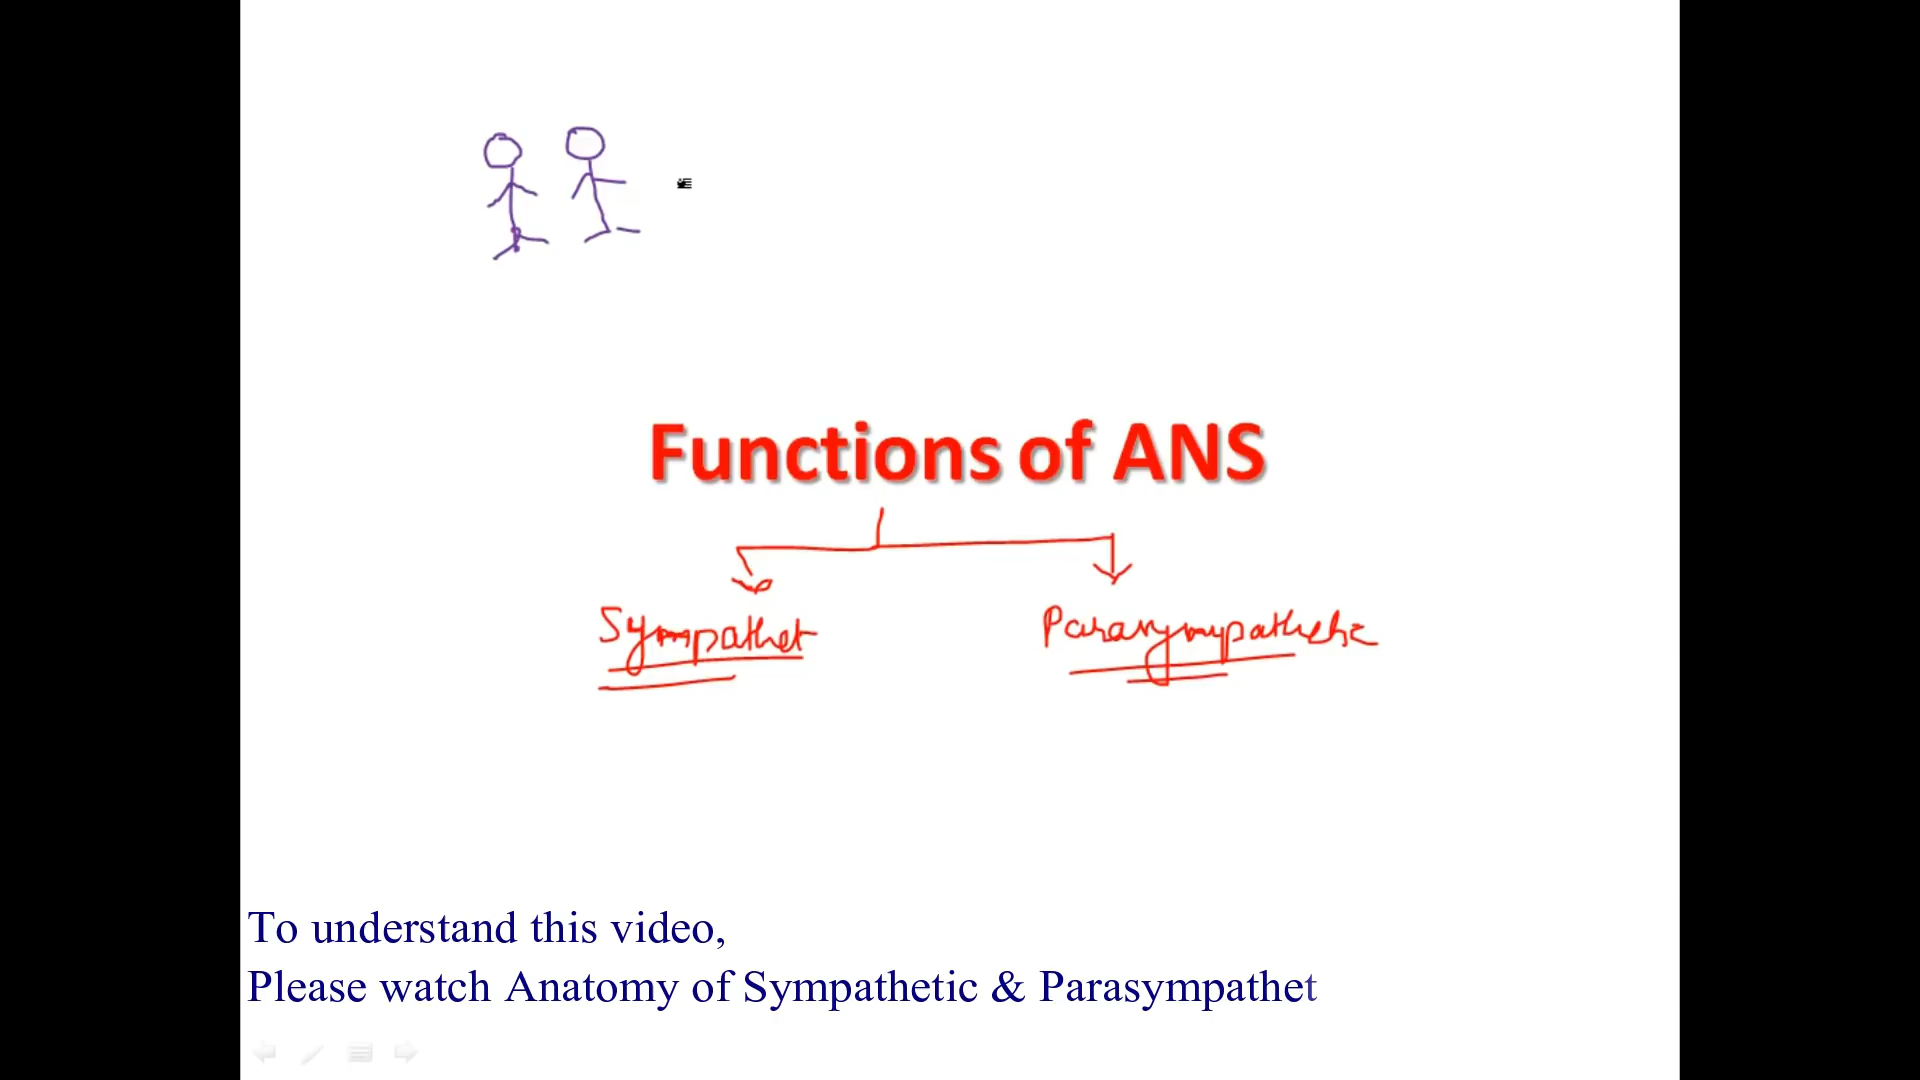 Functions of ANS
Sympathet
Parasympathetic
To understand this video,
Please watch Anatomy of Sympathetic & Parasympathet